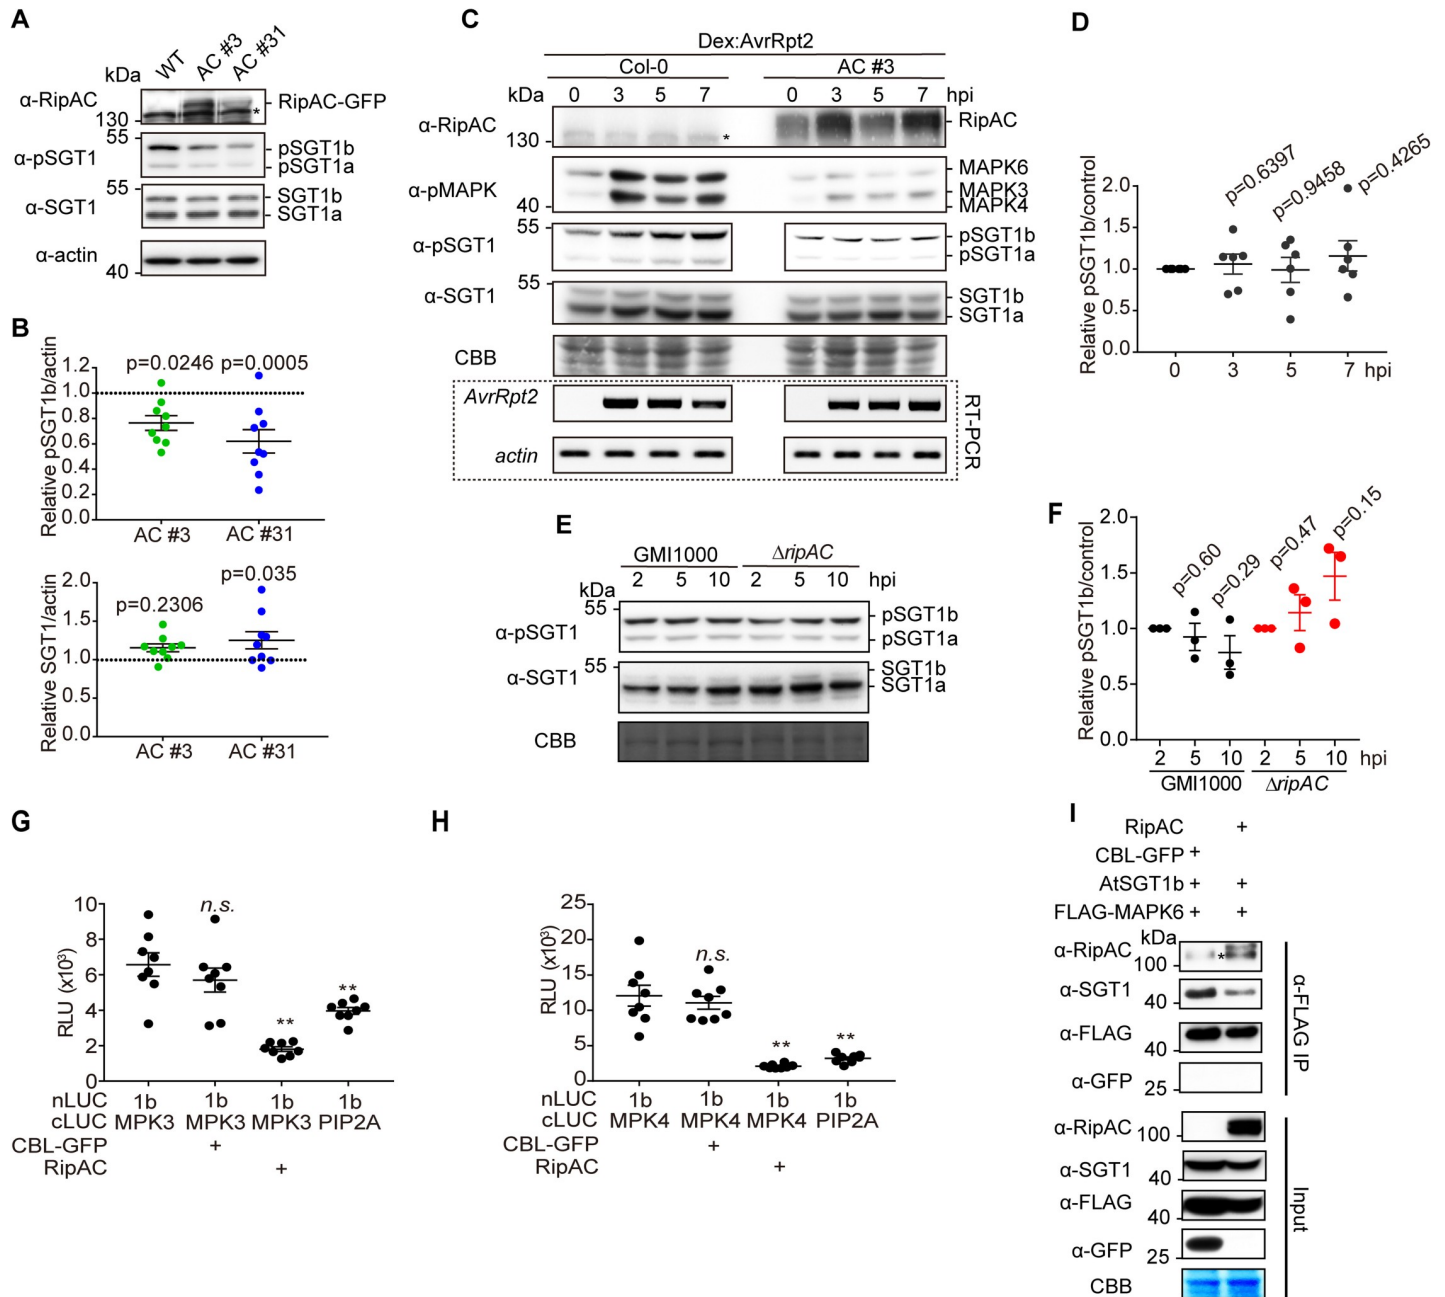 A
WT AC #3 AC #31
kDa
α-RipAC 130 RipAC-GFP *
α-pSGT1 55 pSGT1b pSGT1a
α-SGT1 55 SGT1b SGT1a
α-actin 40
B
Relative pSGT1b/actin
1.2
1.0
0.8
0.6
0.4
0.2
0.0
p=0.0246 p=0.0005
AC #3 AC #31
Relative SGT1/actin
2.0
1.5
1.0
0.5
0.0
p=0.2306
p=0.035
AC #3 AC #31
C
Dex:AvrRpt2
Col-0 AC #3
kDa 0 3 5 7 0 3 5 7 hpi
α-RipAC 130 * RipAC
α-pMAPK 40 MAPK6 MAPK3 MAPK4
α-pSGT1 55 pSGT1b pSGT1a
α-SGT1 55 SGT1b SGT1a
CBB
AvrRpt2
actin
RT-PCR
D
Relative pSGT1b/control
2.0
1.5
1.0
0.5
0.0
p=0.6397 p=0.9458 p=0.4265
0 3 5 7 hpi
E
GMI1000 ΔripAC
kDa 2 5 10 2 5 10 hpi
α-pSGT1 55 pSGT1b pSGT1a
α-SGT1 55 SGT1b SGT1a
CBB
F
Relative pSGT1b/control
2.0
1.5
1.0
0.5
0.0
p=0.60 p=0.29 p=0.47 p=0.15
2 5 10 2 5 10 hpi
GMI1000 ΔripAC
G
RLU (x10³)
10
8
6
4
2
0
n.s. ** **
nLUC 1b 1b 1b 1b
cLUC MPK3 MPK3 MPK3 PIP2A
CBL-GFP +
RipAC +
H
RLU (x10³)
25
20
15
10
5
0
n.s. ** **
nLUC 1b 1b 1b 1b
cLUC MPK4 MPK4 MPK4 PIP2A
CBL-GFP +
RipAC +
I
RipAC +
CBL-GFP +
AtSGT1b + +
FLAG-MAPK6 + +
kDa
α-RipAC 100 *
α-SGT1 40
α-FLAG 40
α-GFP 25
α-FLAG IP
α-RipAC 100
α-SGT1 40
α-FLAG 40
α-GFP 25
CBB
Input